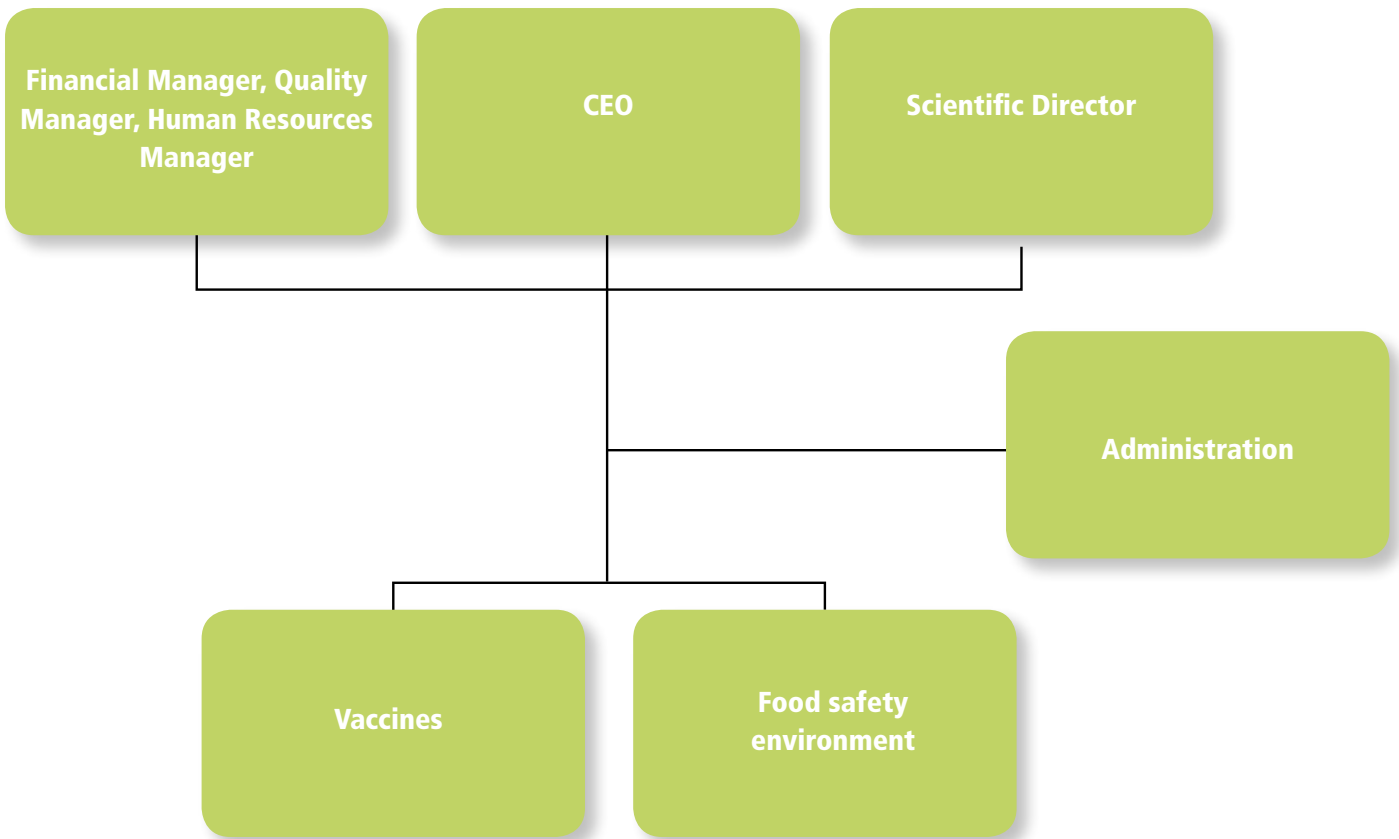 Financial Manager, Quality
Manager, Human Resources
Manager
CEO
Scientific Director
Administration
Vaccines
Food safety
environment